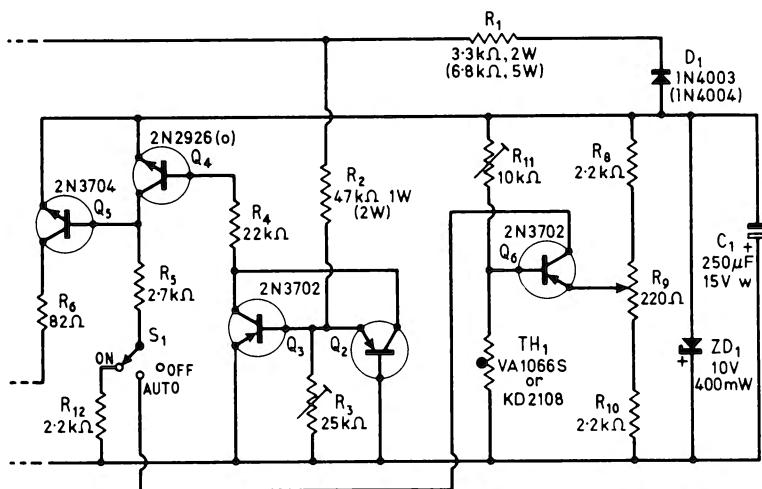 R1
3.3kΩ, 2W
(6.8kΩ, 5W)
D1
1N4003
(1N4004)
2N2926(o)
Q4
2N3704
Q5
R2
47kΩ 1W
(2W)
R11
10kΩ
R8
2.2kΩ
R4
22kΩ
2N3702
Q6
C1 +
250µF
15V w
R5
2.7kΩ
R9
220Ω
R6
82Ω
2N3702
S1
Q3
Q2
TH1
VA1066S
or
KD2108
ZD1
10V
400mW
+
ON
OFF
AUTO
R12
2.2kΩ
R3
25kΩ
R10
2.2kΩ